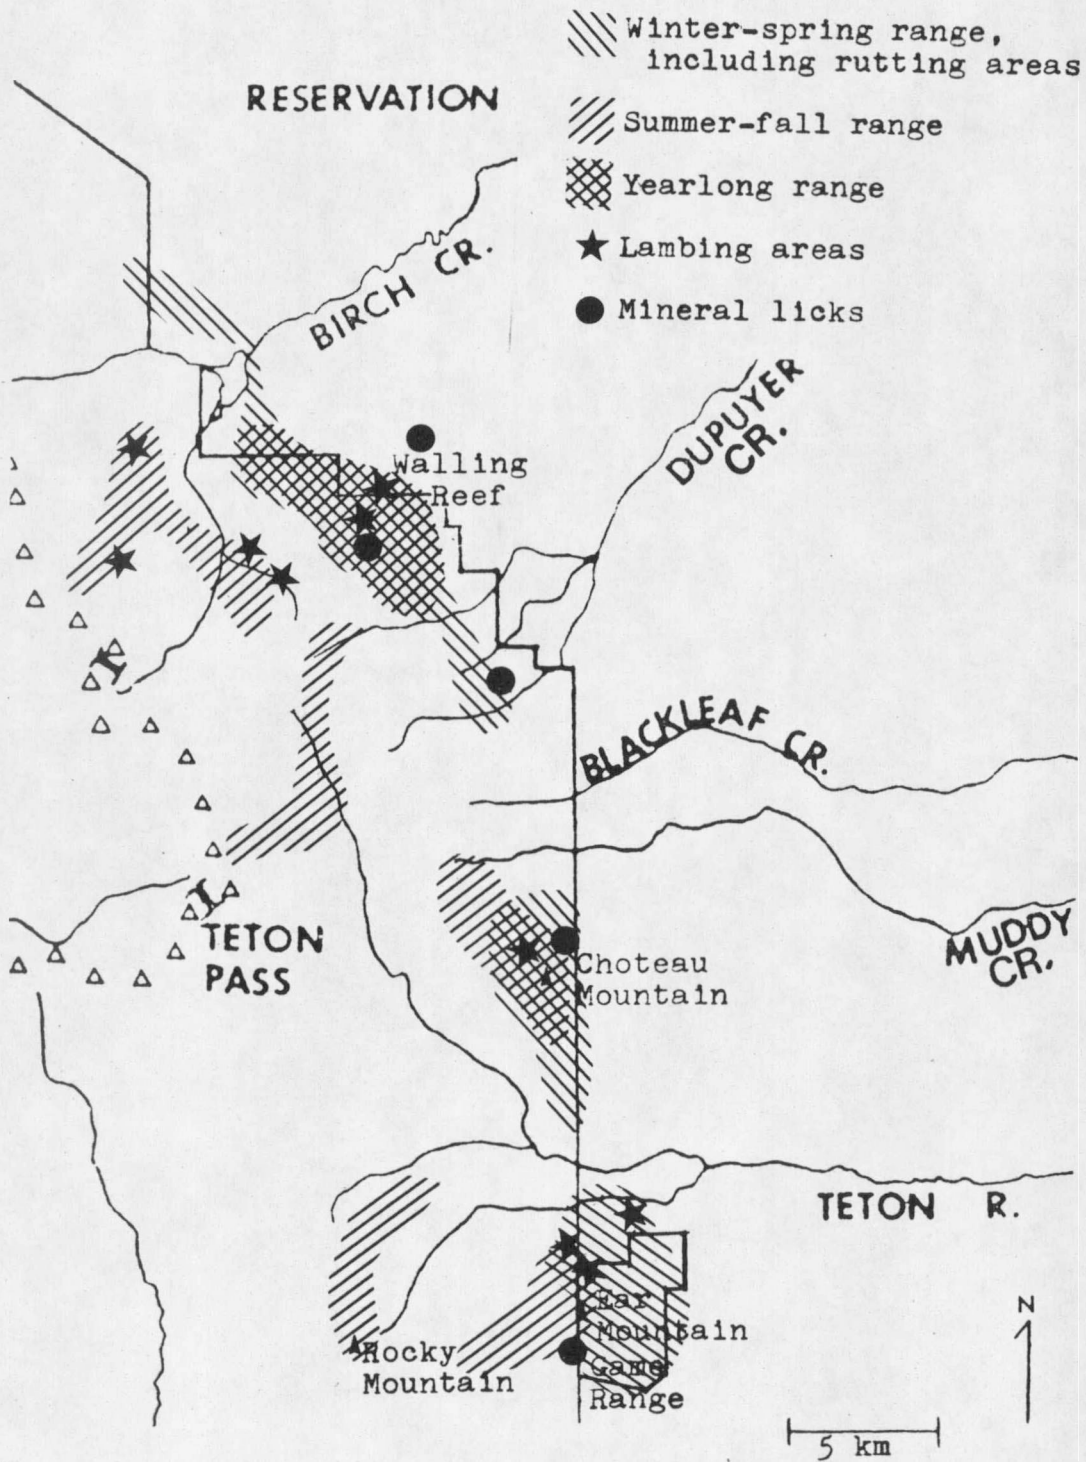 Winter-spring range,
including rutting areas
RESERVATION
Summer-fall range
Yearlong range
Lambing areas
Mineral licks
BIRCH CR.
DUPUYER
CR.
Walling
Reef
BLACKLEAF CR.
MUDDY
CR.
TETON
PASS
Choteau
Mountain
TETON R.
Ear
Mountain
Game
Range
Rocky
Mountain
N
5 km